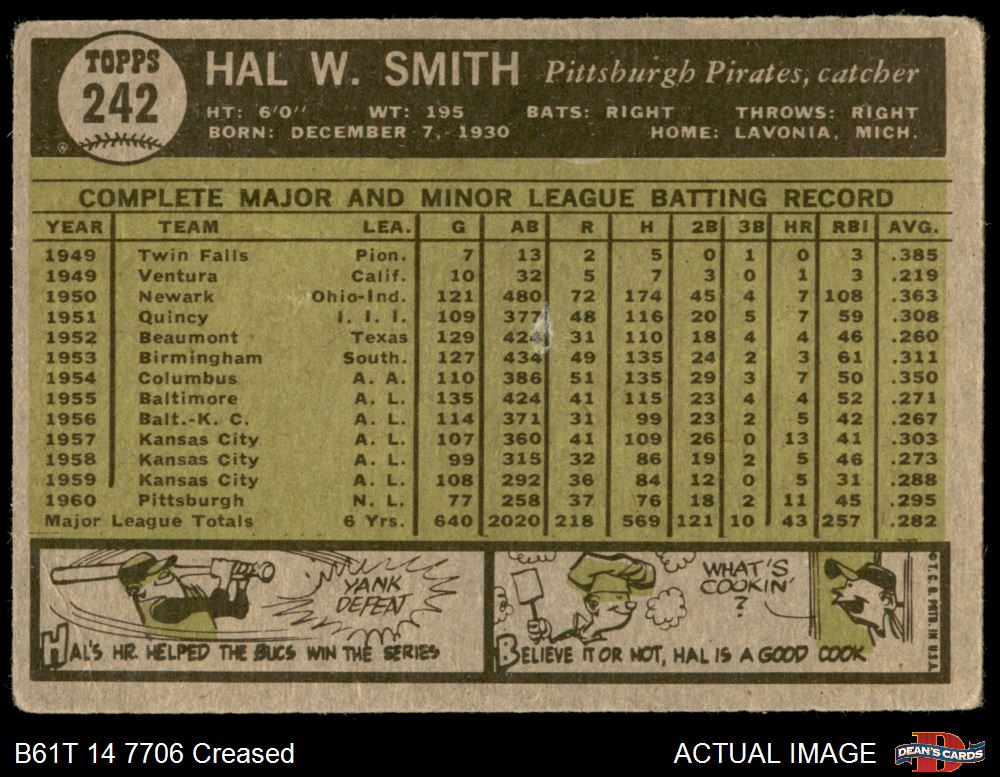 TOPPS
242
HAL W. SMITH Pittsburgh Pirates, catcher
HT: 6'0'' WT: 195 BATS: RIGHT THROWS: RIGHT
BORN: DECEMBER 7, 1930 HOME: LAVONIA, MICH.
COMPLETE MAJOR AND MINOR LEAGUE BATTING RECORD
YEAR TEAM LEA. G AB R H 2B 3B HR RBI AVG.
1949 Twin Falls Pion. 7 13 2 5 0 1 0 3 .385
1949 Ventura Calif. 10 32 5 7 3 0 1 3 .219
1950 Newark Ohio-Ind. 121 480 72 174 45 4 7 108 .363
1951 Quincy I. I. I. 109 377 48 116 20 5 7 59 .308
1952 Beaumont Texas 129 424 31 110 18 4 4 46 .260
1953 Birmingham South. 127 434 49 135 24 2 3 61 .311
1954 Columbus A. A. 110 386 51 135 29 3 7 50 .350
1955 Baltimore A. L. 135 424 41 115 23 4 4 52 .271
1956 Balt.-K. C. A. L. 114 371 31 99 23 2 5 42 .267
1957 Kansas City A. L. 107 360 41 109 26 0 13 41 .303
1958 Kansas City A. L. 99 315 32 86 19 2 5 46 .273
1959 Kansas City A. L. 108 292 36 84 12 0 5 31 .288
1960 Pittsburgh N. L. 77 258 37 76 18 2 11 45 .295
Major League Totals 6 Yrs. 640 2020 218 569 121 10 43 257 .282
YANK
DEFEAT
HAL'S HR. HELPED THE BUCS WIN THE SERIES
WHAT'S
COOKIN'
?
BELIEVE IT OR NOT, HAL IS A GOOD COOK
© T.C.G. PRTD. IN U.S.A.
B61T 14 7706 Creased
ACTUAL IMAGE
DEAN'S CARDS